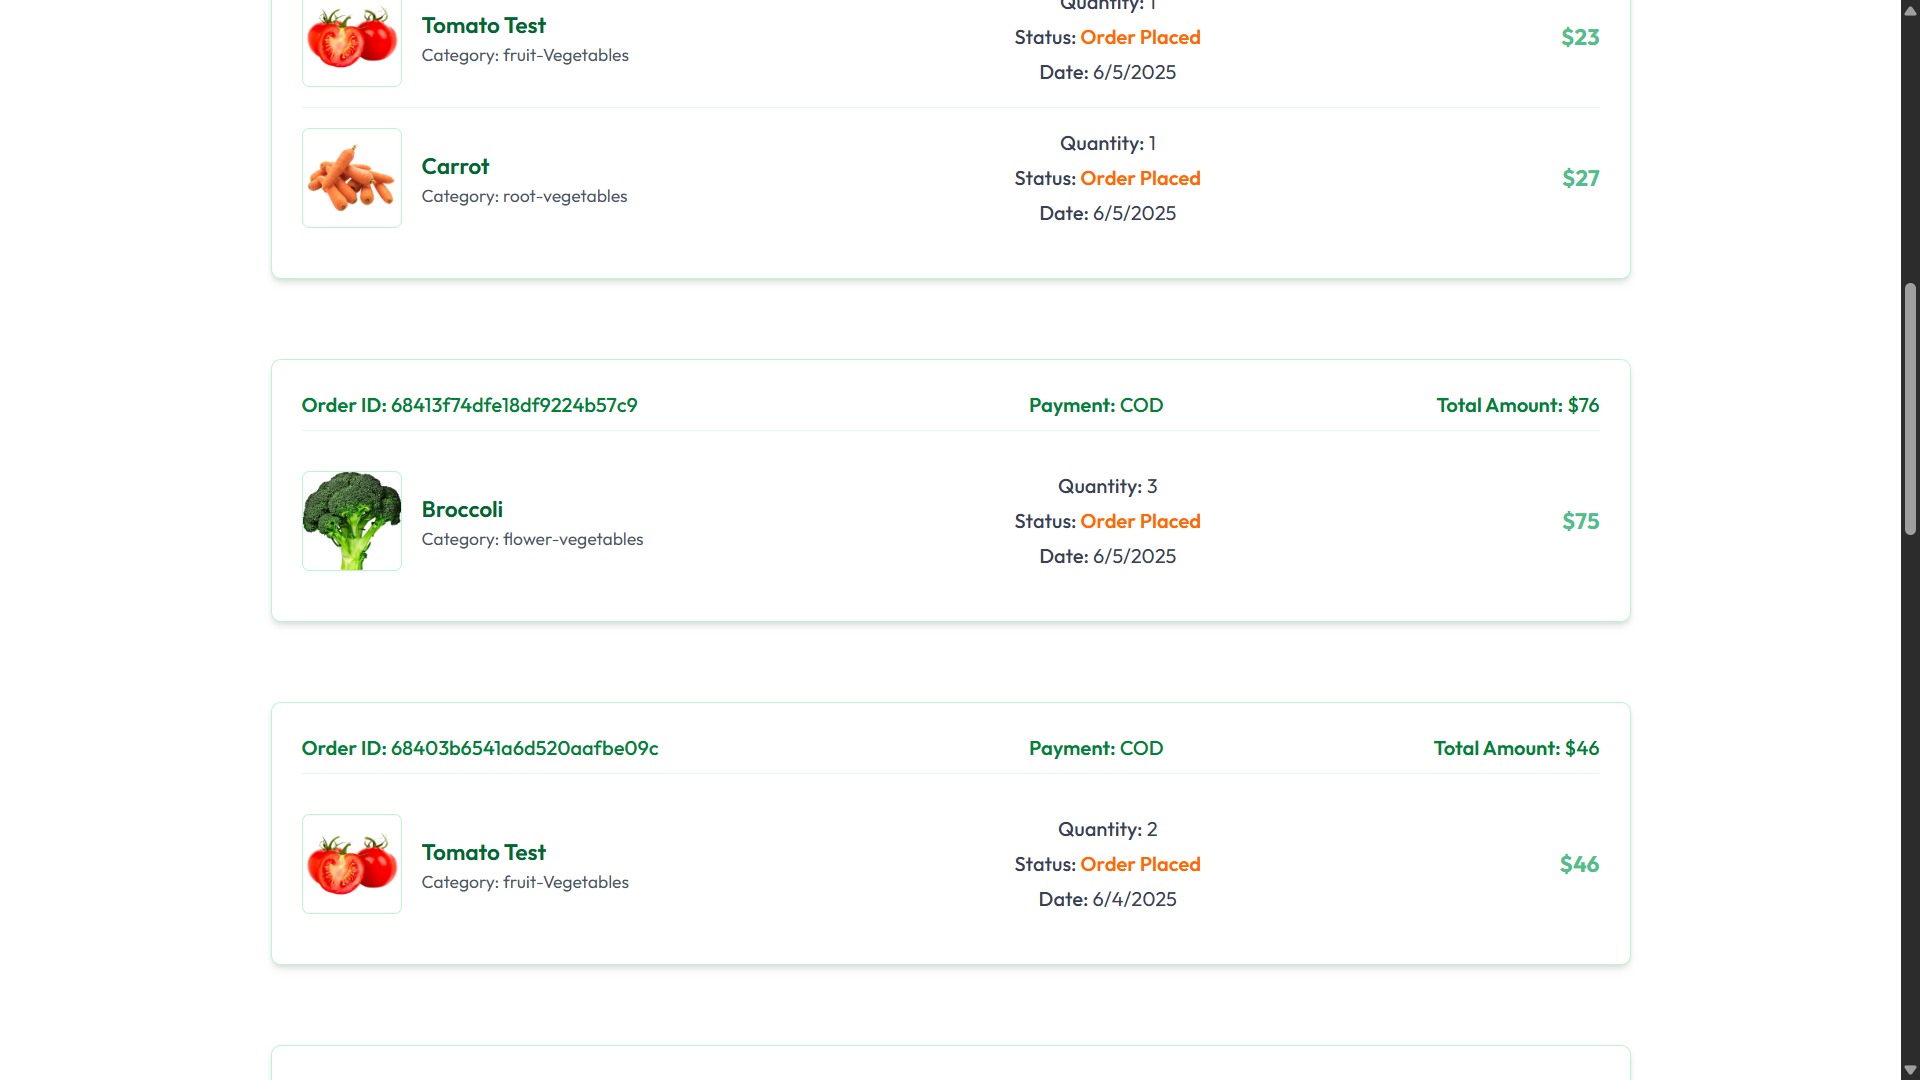 Quantity: 1
Tomato Test
Status: Order Placed
$23
Category: fruit-Vegetables
Date: 6/5/2025
Quantity: 1
Carrot
Status: Order Placed
$27
Category: root-vegetables
Date: 6/5/2025
Order ID: 68413f74dfe18df9224b57c9
Payment: COD
Total Amount: $76
Quantity: 3
Broccoli
Status: Order Placed
$75
Category: flower-vegetables
Date: 6/5/2025
Order ID: 68403b6541a6d520aafbe09c
Payment: COD
Total Amount: $46
Quantity: 2
Tomato Test
Status: Order Placed
$46
Category: fruit-Vegetables
Date: 6/4/2025